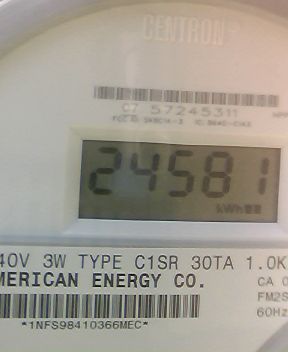 CENTRON
C7 57245311
24581
kWh
40V 3W TYPE C1SR 30TA 1.0K
MERICAN ENERGY CO.
CA 0
FM2S
60Hz
*1NFS98410366MEC*